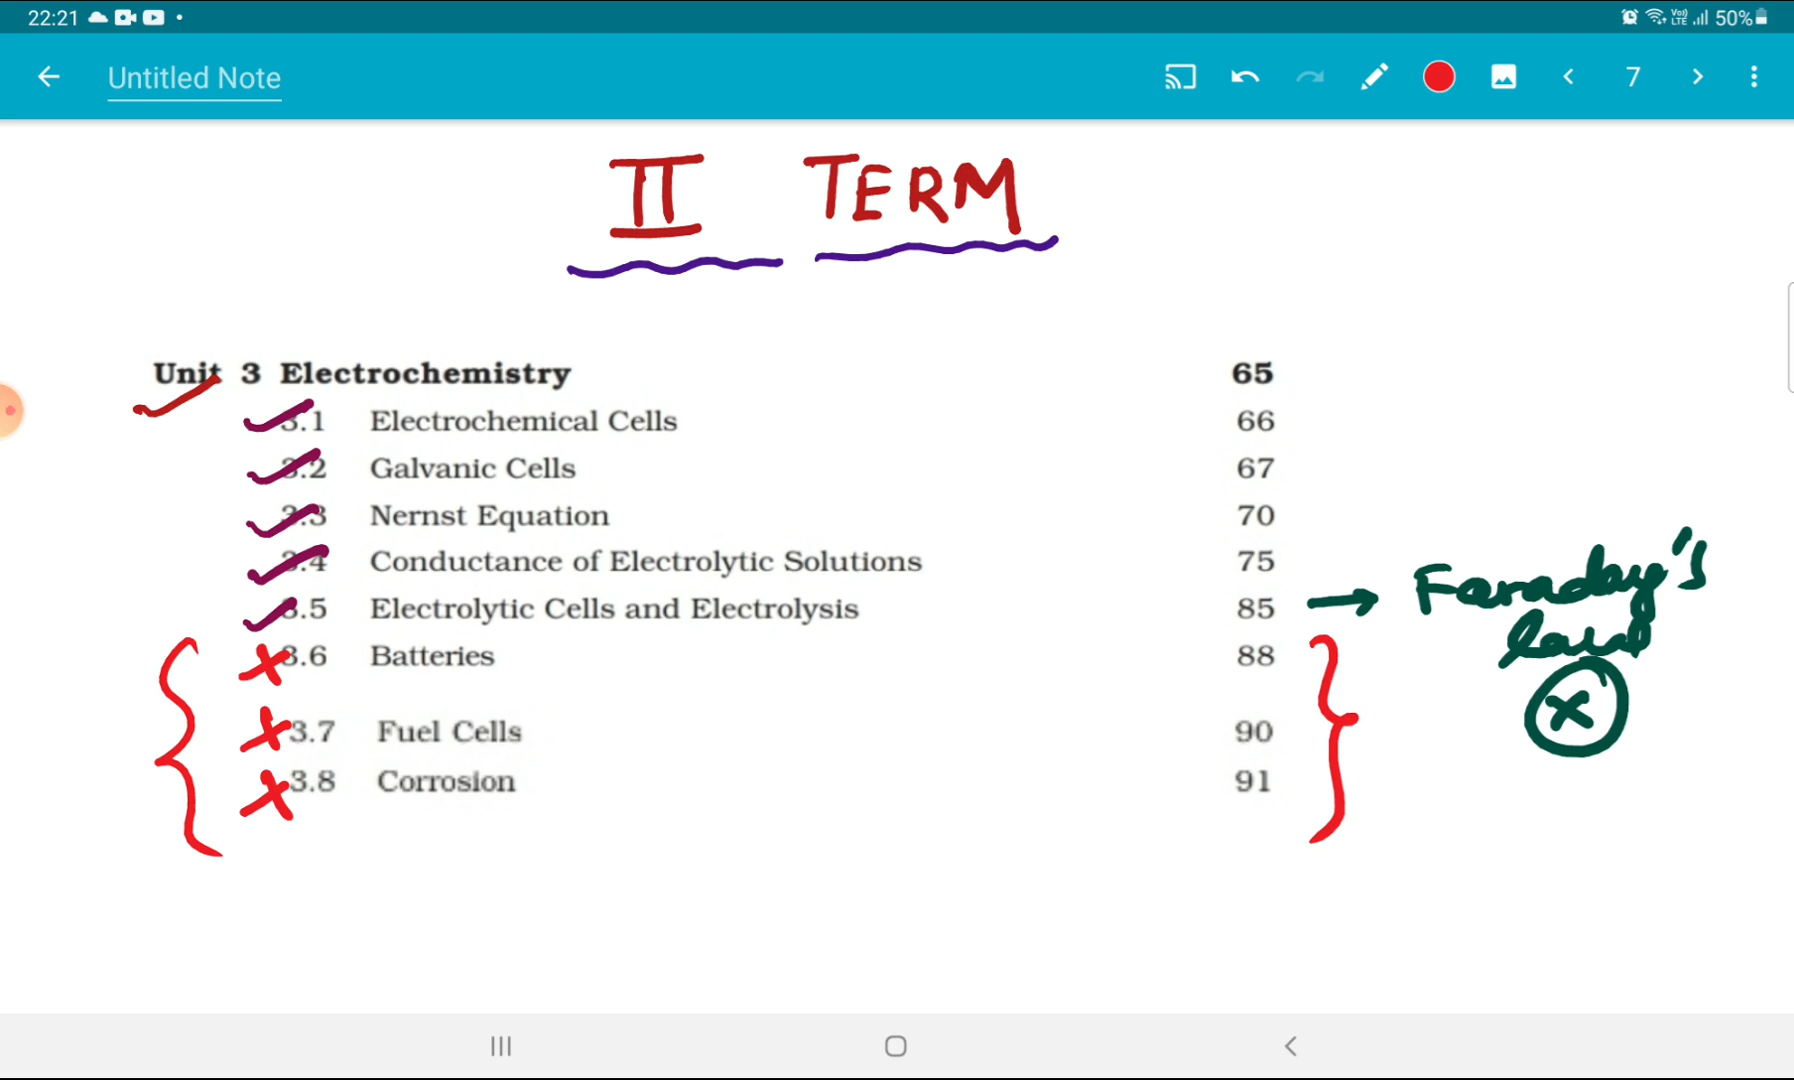 22:21 50%
Untitled Note 7
II TERM
Unit 3 Electrochemistry 65
3.1 Electrochemical Cells 66
3.2 Galvanic Cells 67
3.3 Nernst Equation 70
3.4 Conductance of Electrolytic Solutions 75
3.5 Electrolytic Cells and Electrolysis 85 → Faraday's
3.6 Batteries 88
3.7 Fuel Cells 90
3.8 Corrosion 91